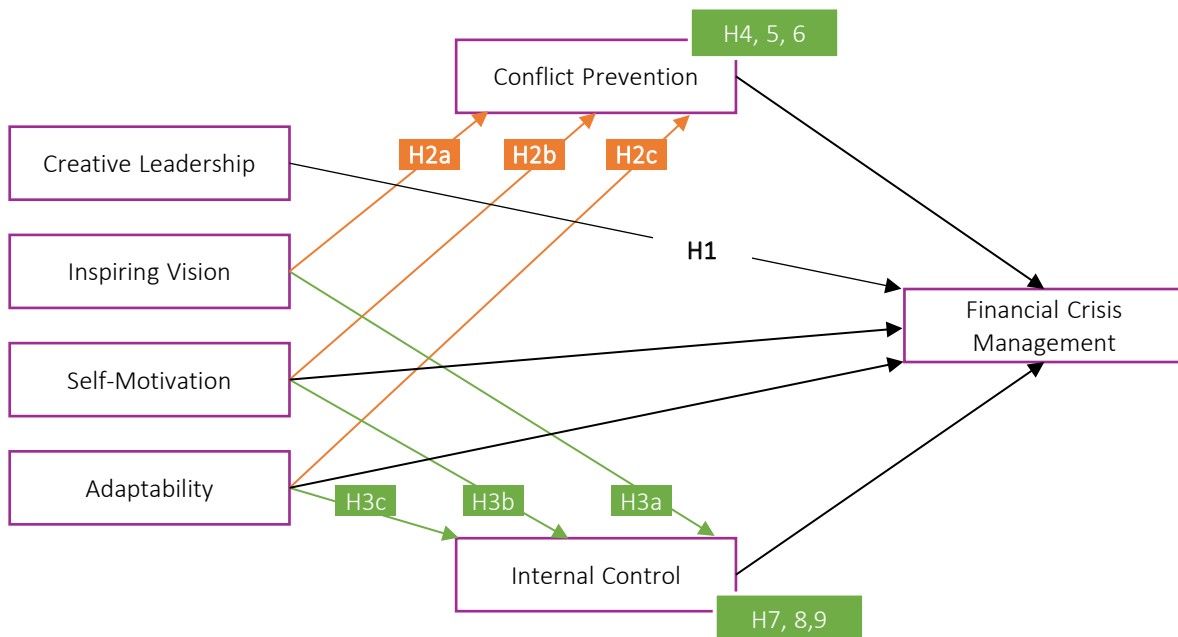 H4, 5, 6
Conflict Prevention
H2a
H2b
H2c
Creative Leadership
H1
Inspiring Vision
Financial Crisis
Management
Self-Motivation
Adaptability
H3c
H3b
H3a
Internal Control
H7, 8,9